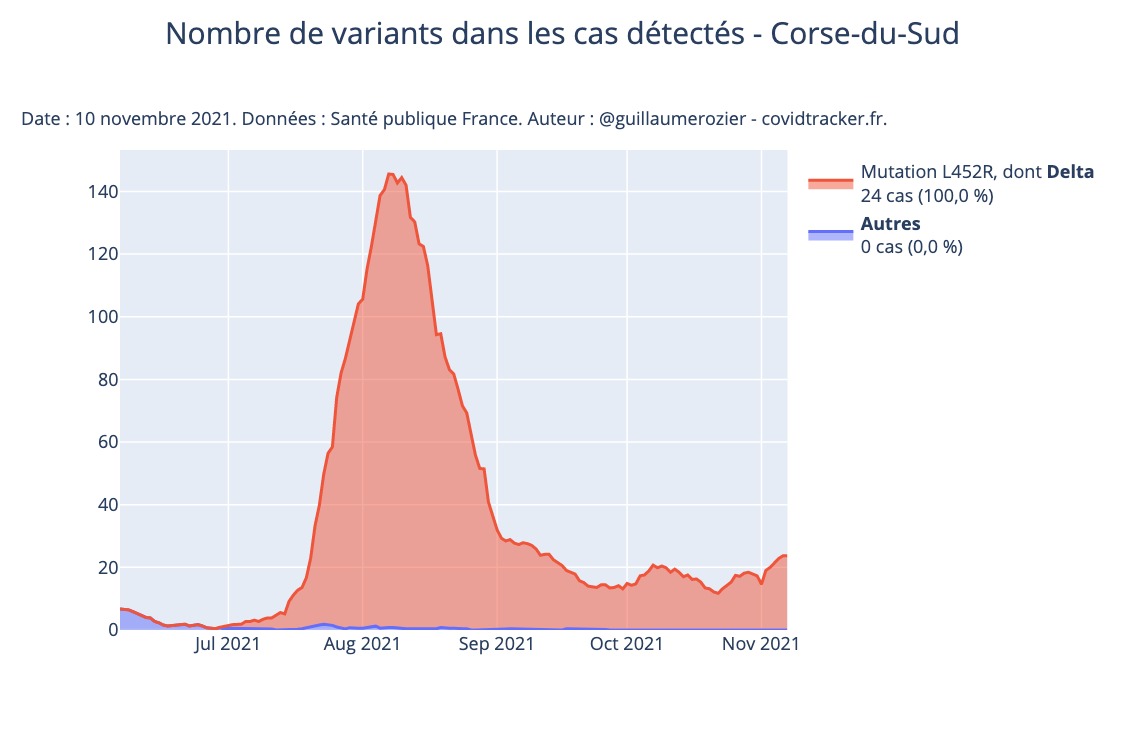 Nombre de variants dans les cas détectés - Corse-du-Sud
Date : 10 novembre 2021. Données : Santé publique France. Auteur : @guillaumerozier - covidtracker.fr.
Mutation L452R, dont Delta
24 cas (100,0 %)
Autres
0 cas (0,0 %)
140
120
100
80
60
40
20
0
Jul 2021
Aug 2021
Sep 2021
Oct 2021
Nov 2021